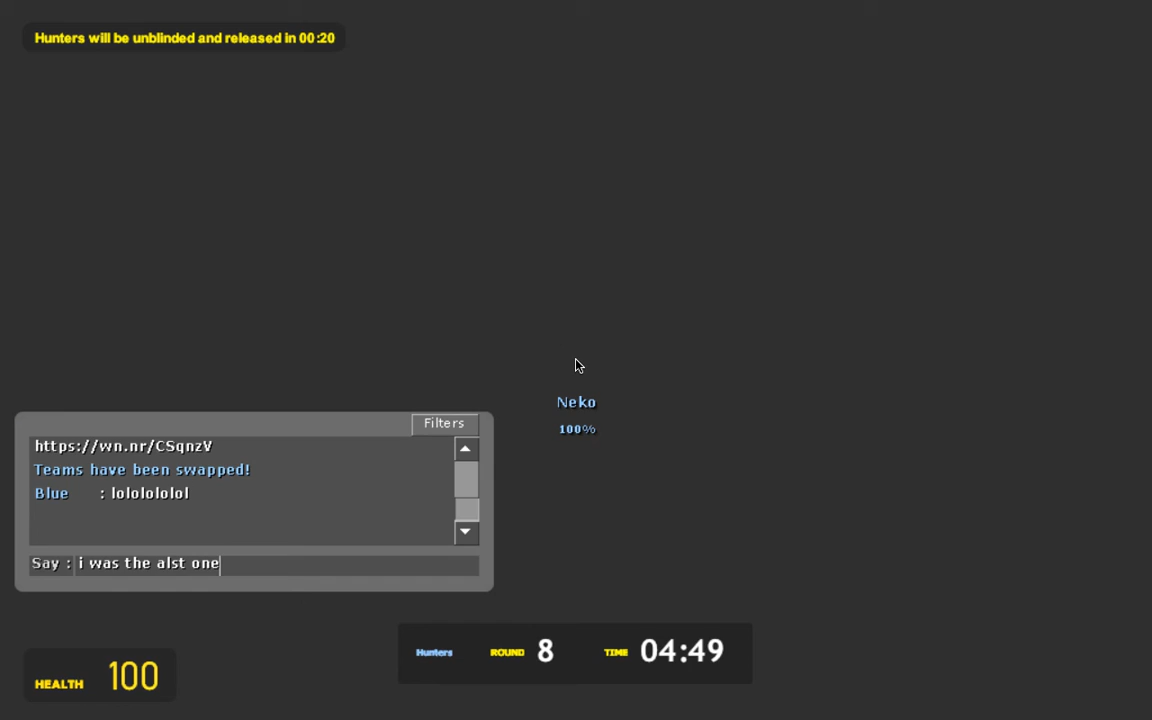 Hunters will be unblinded and released in 00:20
Neko
100%
Filters
https://wn.nr/CSqnzV
Teams have been swapped!
Blue : lolololololol
Say : i was the alst one
Hunters ROUND 8 TIME 04:49
HEALTH 100